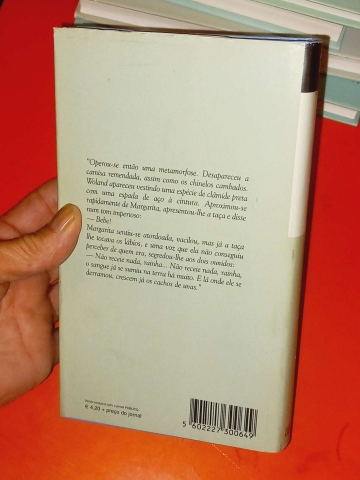 "Operou-se então uma metamorfose. Desapareceu a
camisa remendada, assim como os chinelos cambados.
Woland apareceu vestindo uma espécie de clâmide preta
com uma espada de aço à cintura. Aproximou-se
rapidamente de Margarita, apresentou-lhe a taça e disse
num tom imperioso:
— Bebe!
Margarita sentiu-se atordoada, vacilou, mas já a taça
lhe tocava os lábios, e uma voz que ela não conseguiu
perceber de quem era, segredou-lhe aos dois ouvidos:
— Não receie nada, rainha... Não receie nada, rainha,
o sangue já se sumiu na terra há muito. E lá onde ele se
derramou, crescem já os cachos de uvas."
€ 4,20 + preço do jornal
5 602227 300649